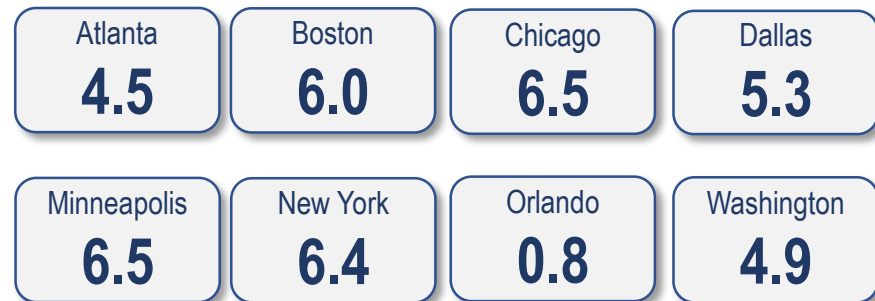 Atlanta
4.5
Boston
6.0
Chicago
6.5
Dallas
5.3
Minneapolis
6.5
New York
6.4
Orlando
0.8
Washington
4.9